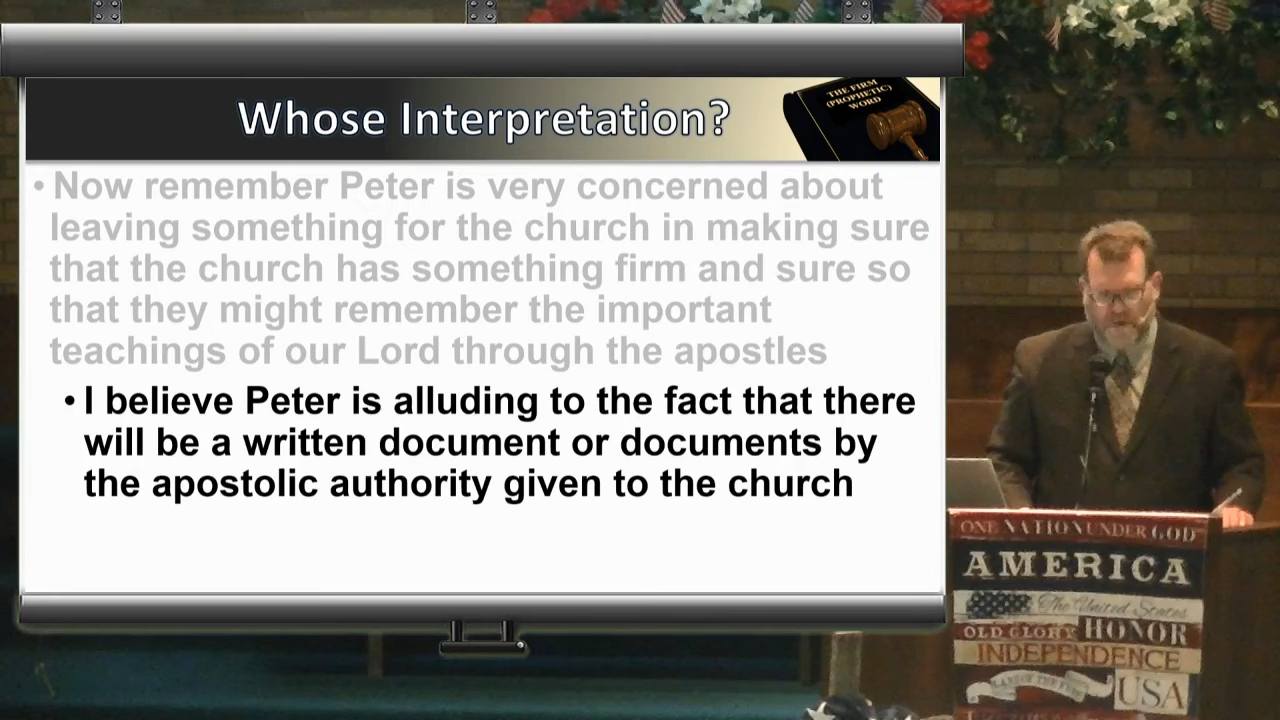 Whose Interpretation?
THE FIRM
(PROPHETIC)
WORD
• Now remember Peter is very concerned about
leaving something for the church in making sure
that the church has something firm and sure so
that they might remember the important
teachings of our Lord through the apostles
• I believe Peter is alluding to the fact that there
will be a written document or documents by
the apostolic authority given to the church
ONE NATION UNDER GOD
AMERICA
The United States
OLD GLORY HONOR
INDEPENDENCE
LAND OF THE FREE
USA